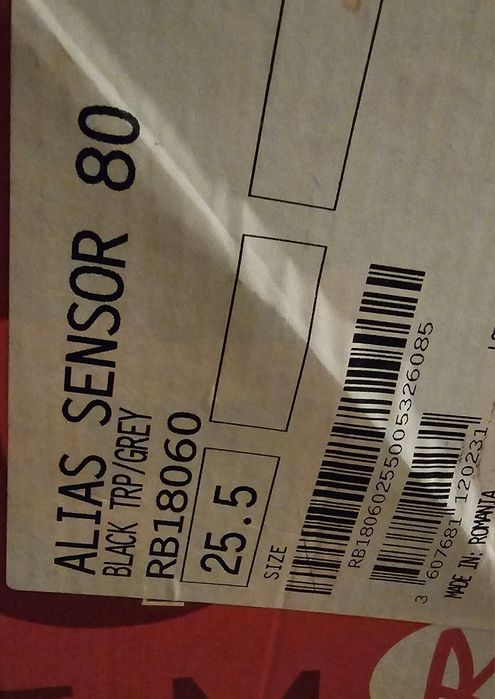 ALIAS SENSOR 80
BLACK TRP/GREY
RB18060
25.5
SIZE
RB18060255005326085
3 607681 120231
MADE IN: ROMANIA